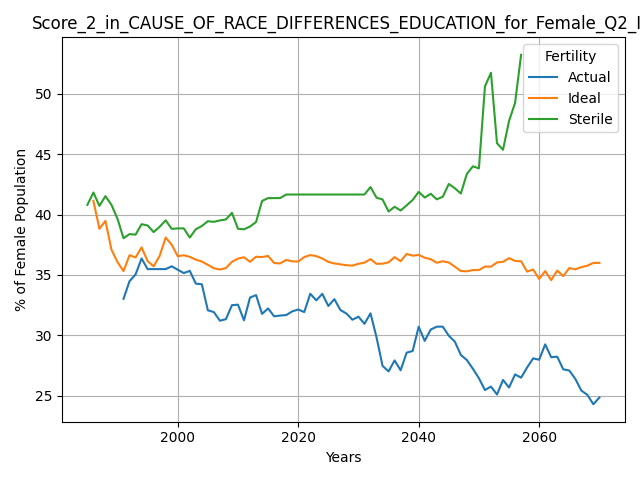 Score_2_in_CAUSE_OF_RACE_DIFFERENCES_EDUCATION_for_Female_Q2_I
Fertility
Actual
Ideal
Sterile
% of Female Population
50
45
40
35
30
25
2000
2020
2040
2060
Years